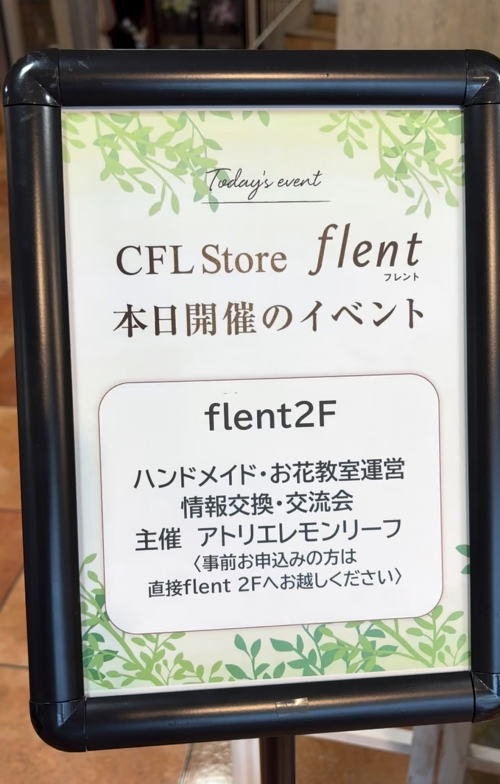 Today's event
CFL Store flent
フレント
本日開催のイベント
flent2F
ハンドメイド・お花教室運営
情報交換・交流会
主催 アトリエレモンリーフ
〈事前お申込みの方は
直接flent 2Fへお越しください〉